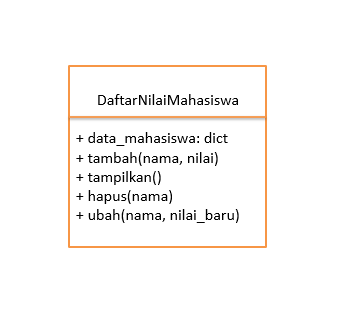 DaftarNilaiMahasiswa
+ data_mahasiswa: dict
+ tambah(nama, nilai)
+ tampilkan()
+ hapus(nama)
+ ubah(nama, nilai_baru)